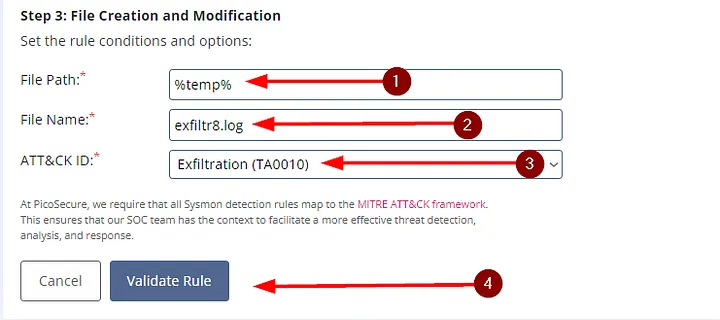 Step 3: File Creation and Modification
Set the rule conditions and options:
File Path:* %temp% 1
File Name:* exfiltr8.log 2
ATT&CK ID:* Exfiltration (TA0010) 3
At PicoSecure, we require that all Sysmon detection rules map to the MITRE ATT&CK framework.
This ensures that our SOC team has the context to facilitate a more effective threat detection,
analysis, and response.
Cancel Validate Rule 4